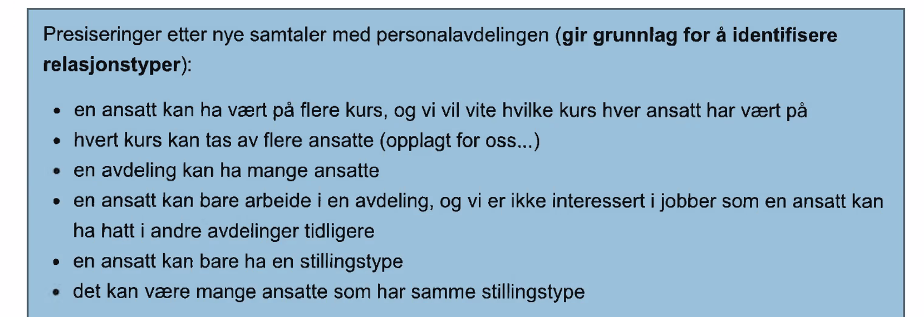 Presiseringer etter nye samtaler med personalavdelingen (gir grunnlag for å identifisere
relasjonstyper):
• en ansatt kan ha vært på flere kurs, og vi vil vite hvilke kurs hver ansatt har vært på
• hvert kurs kan tas av flere ansatte (opplagt for oss...)
• en avdeling kan ha mange ansatte
• en ansatt kan bare arbeide i en avdeling, og vi er ikke interessert i jobber som en ansatt kan
ha hatt i andre avdelinger tidligere
• en ansatt kan bare ha en stillingstype
• det kan være mange ansatte som har samme stillingstype